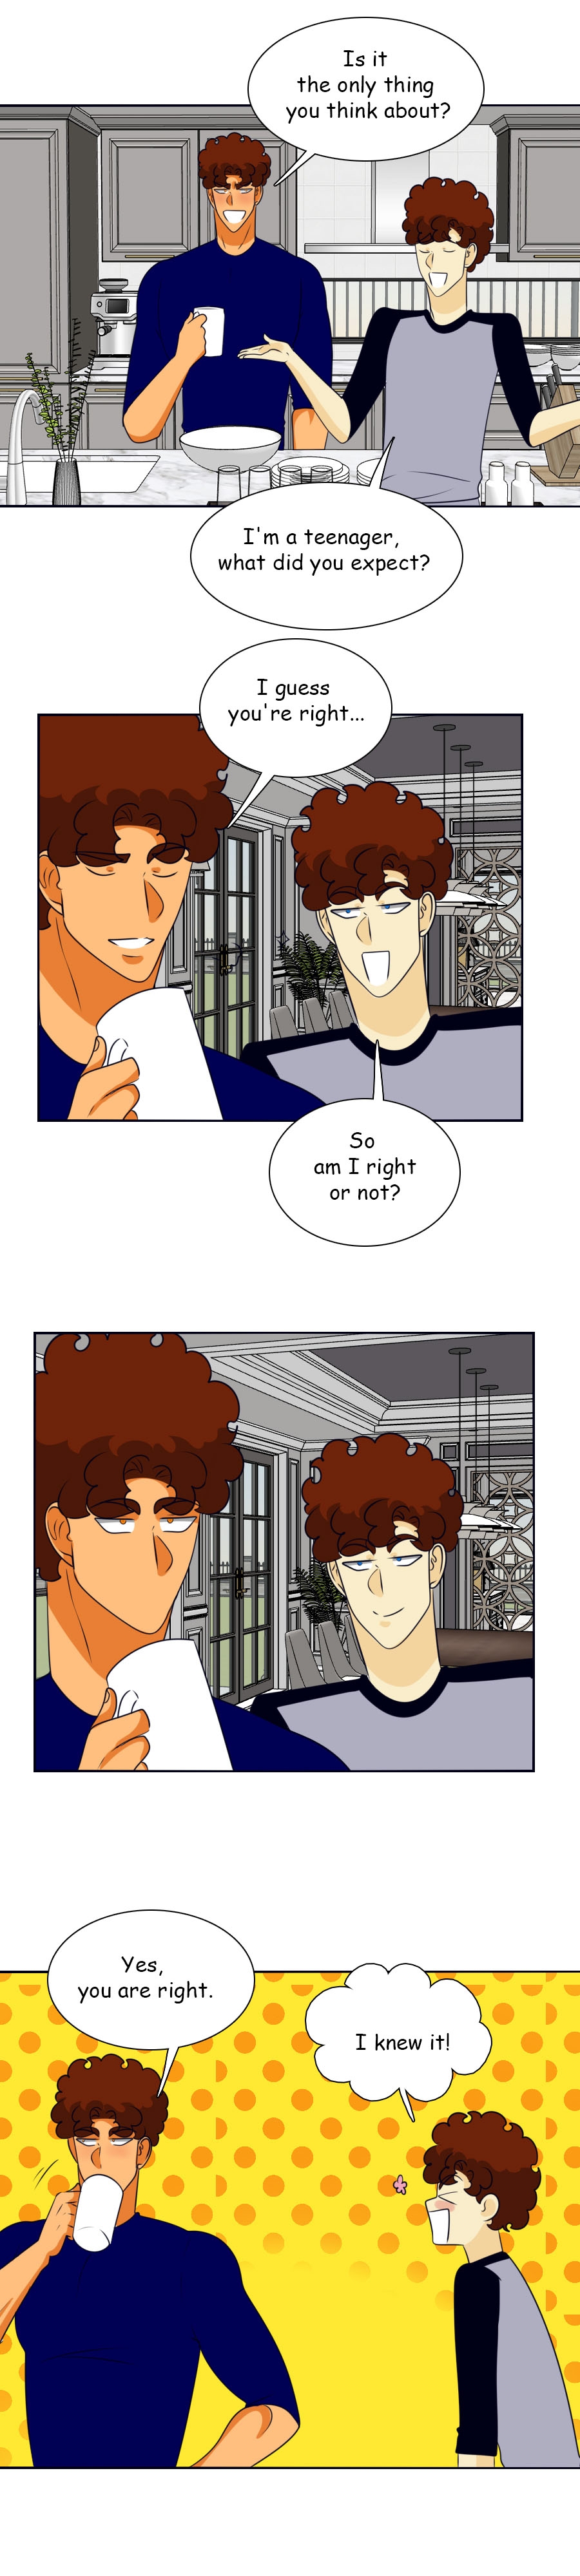 Is it
the only thing
you think about?
I'm a teenager,
what did you expect?
I guess
you're right...
So
am I right
or not?
Yes,
you are right.
I knew it!